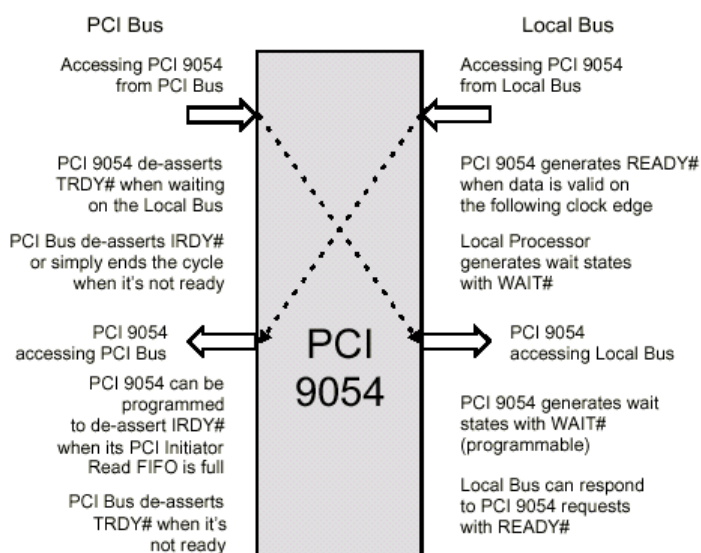 PCI Bus
Accessing PCI 9054
from PCI Bus
PCI 9054 de-asserts
TRDY# when waiting
on the Local Bus
PCI Bus de-asserts IRDY#
or simply ends the cycle
when it's not ready
PCI 9054
accessing PCI Bus
PCI 9054 can be
programmed
to de-assert IRDY#
when its PCI Initiator
Read FIFO is full
PCI Bus de-asserts
TRDY# when it's
not ready
PCI
9054
Local Bus
Accessing PCI 9054
from Local Bus
PCI 9054 generates READY#
when data is valid on
the following clock edge
Local Processor
generates wait states
with WAIT#
PCI 9054
accessing Local Bus
PCI 9054 generates wait
states with WAIT#
(programmable)
Local Bus can respond
to PCI 9054 requests
with READY#